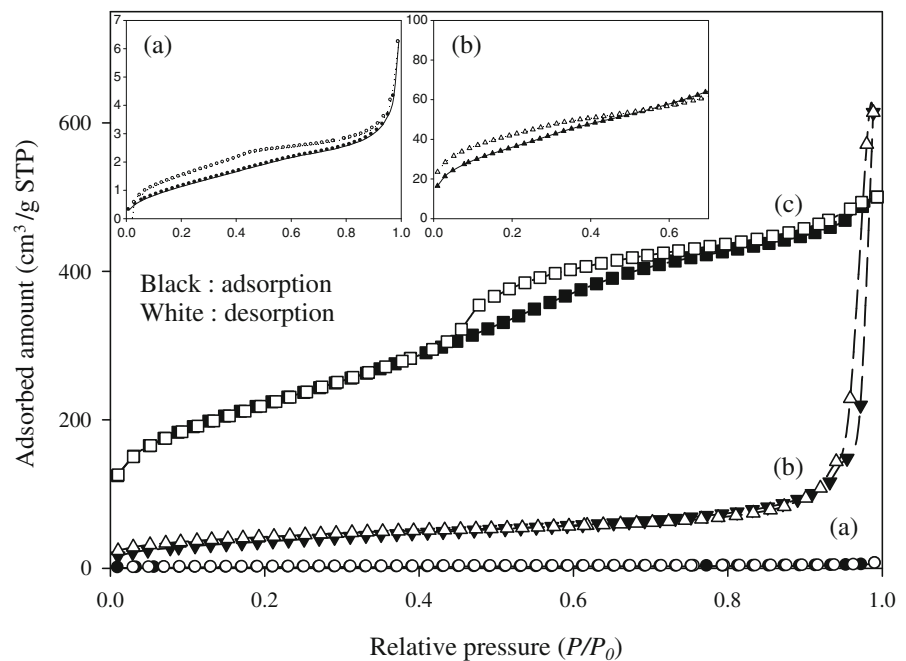 7
6
5
4
3
2
1
0
0.0 0.2 0.4 0.6 0.8 1.0
(a)
100
80
60
40
20
0
0.0 0.2 0.4 0.6
(b)
Black : adsorption
White : desorption
(c)
(b)
(a)
600
400
200
0
Adsorbed amount (cm³/g STP)
0.0 0.2 0.4 0.6 0.8 1.0
Relative pressure (P/P₀)